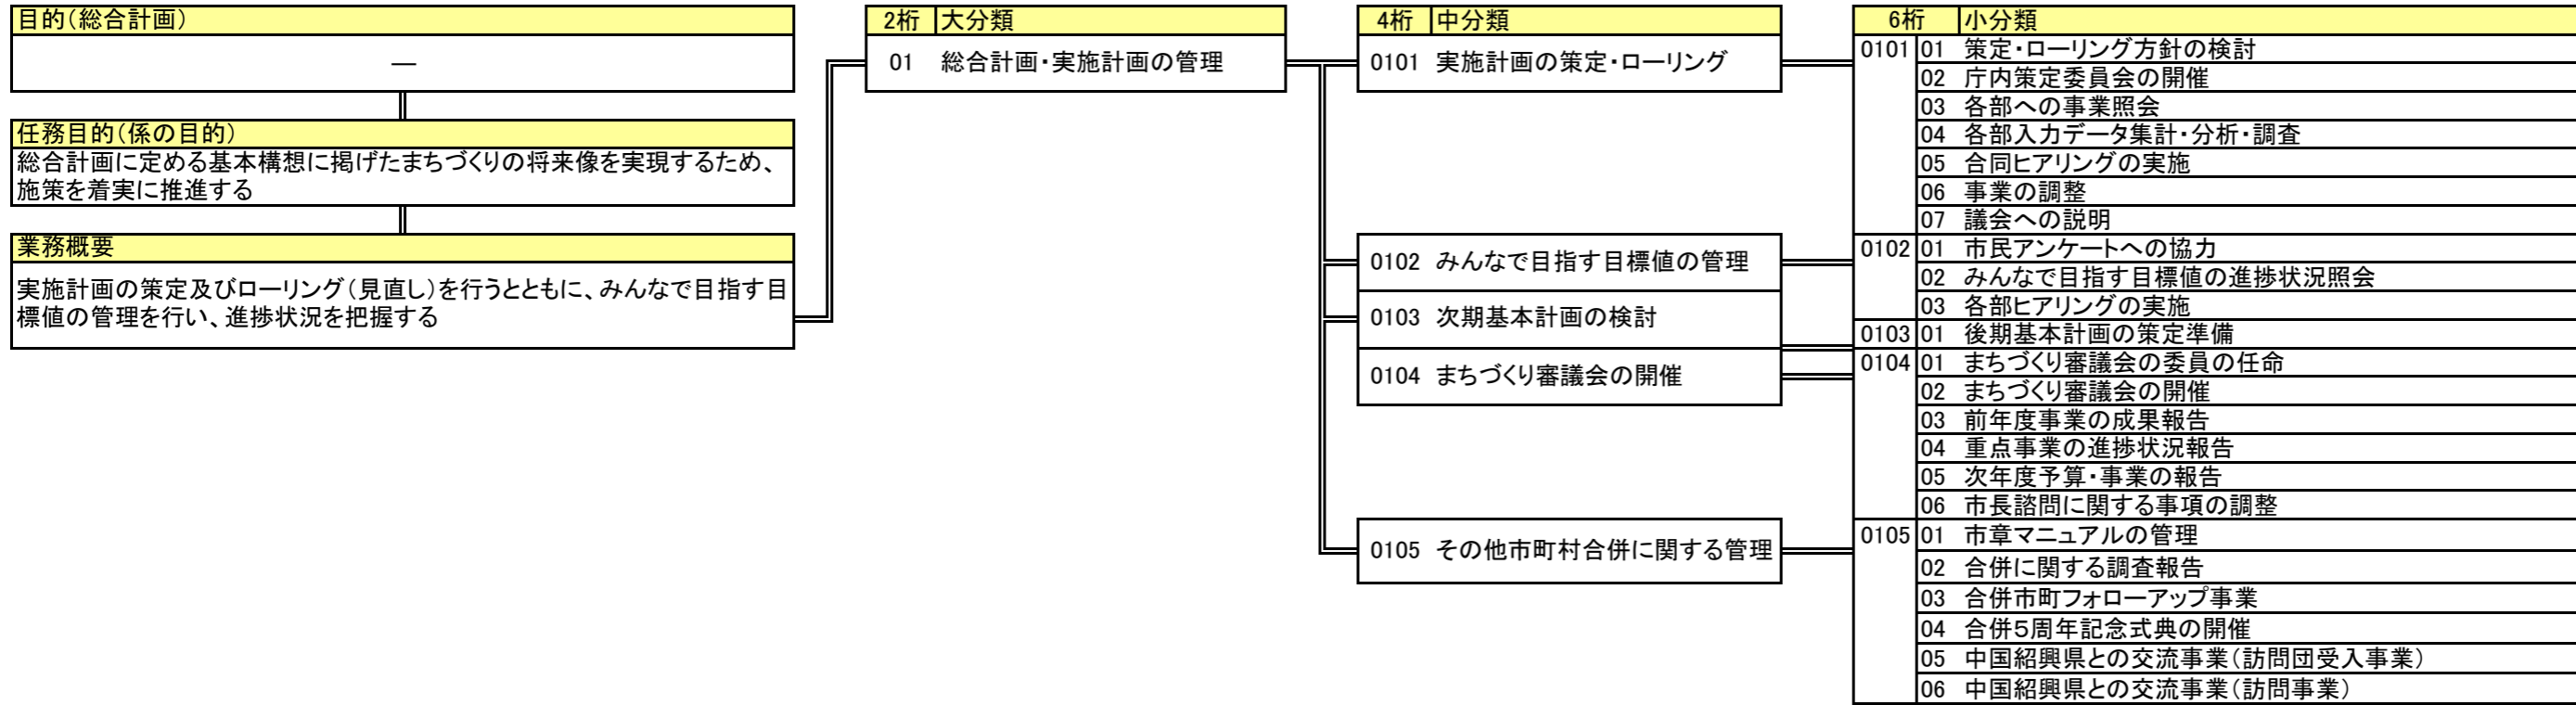 目的(総合計画)
―
任務目的(係の目的)
総合計画に定める基本構想に掲げたまちづくりの将来像を実現するため、
施策を着実に推進する
業務概要
実施計画の策定及びローリング(見直し)を行うとともに、みんなで目指す目
標値の管理を行い、進捗状況を把握する
2桁 大分類
01 総合計画・実施計画の管理
4桁 中分類
0101 実施計画の策定・ローリング
0102 みんなで目指す目標値の管理
0103 次期基本計画の検討
0104 まちづくり審議会の開催
0105 その他市町村合併に関する管理
6桁 小分類
0101 01 策定・ローリング方針の検討
02 庁内策定委員会の開催
03 各部への事業照会
04 各部入力データ集計・分析・調査
05 合同ヒアリングの実施
06 事業の調整
07 議会への説明
0102 01 市民アンケートへの協力
02 みんなで目指す目標値の進捗状況照会
03 各部ヒアリングの実施
0103 01 後期基本計画の策定準備
0104 01 まちづくり審議会の委員の任命
02 まちづくり審議会の開催
03 前年度事業の成果報告
04 重点事業の進捗状況報告
05 次年度予算・事業の報告
06 市長諮問に関する事項の調整
0105 01 市章マニュアルの管理
02 合併に関する調査報告
03 合併市町フォローアップ事業
04 合併5周年記念式典の開催
05 中国紹興県との交流事業(訪問団受入事業)
06 中国紹興県との交流事業(訪問事業)